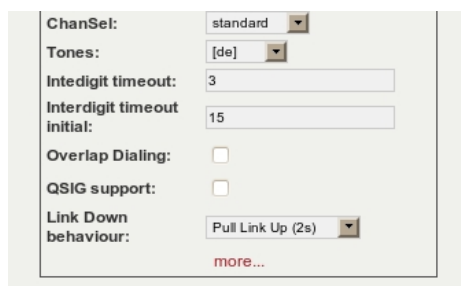 ChanSel: standard
Tones: [de]
Intedigit timeout: 3
Interdigit timeout
initial: 15
Overlap Dialing:
QSIG support:
Link Down
behaviour: Pull Link Up (2s)
more...